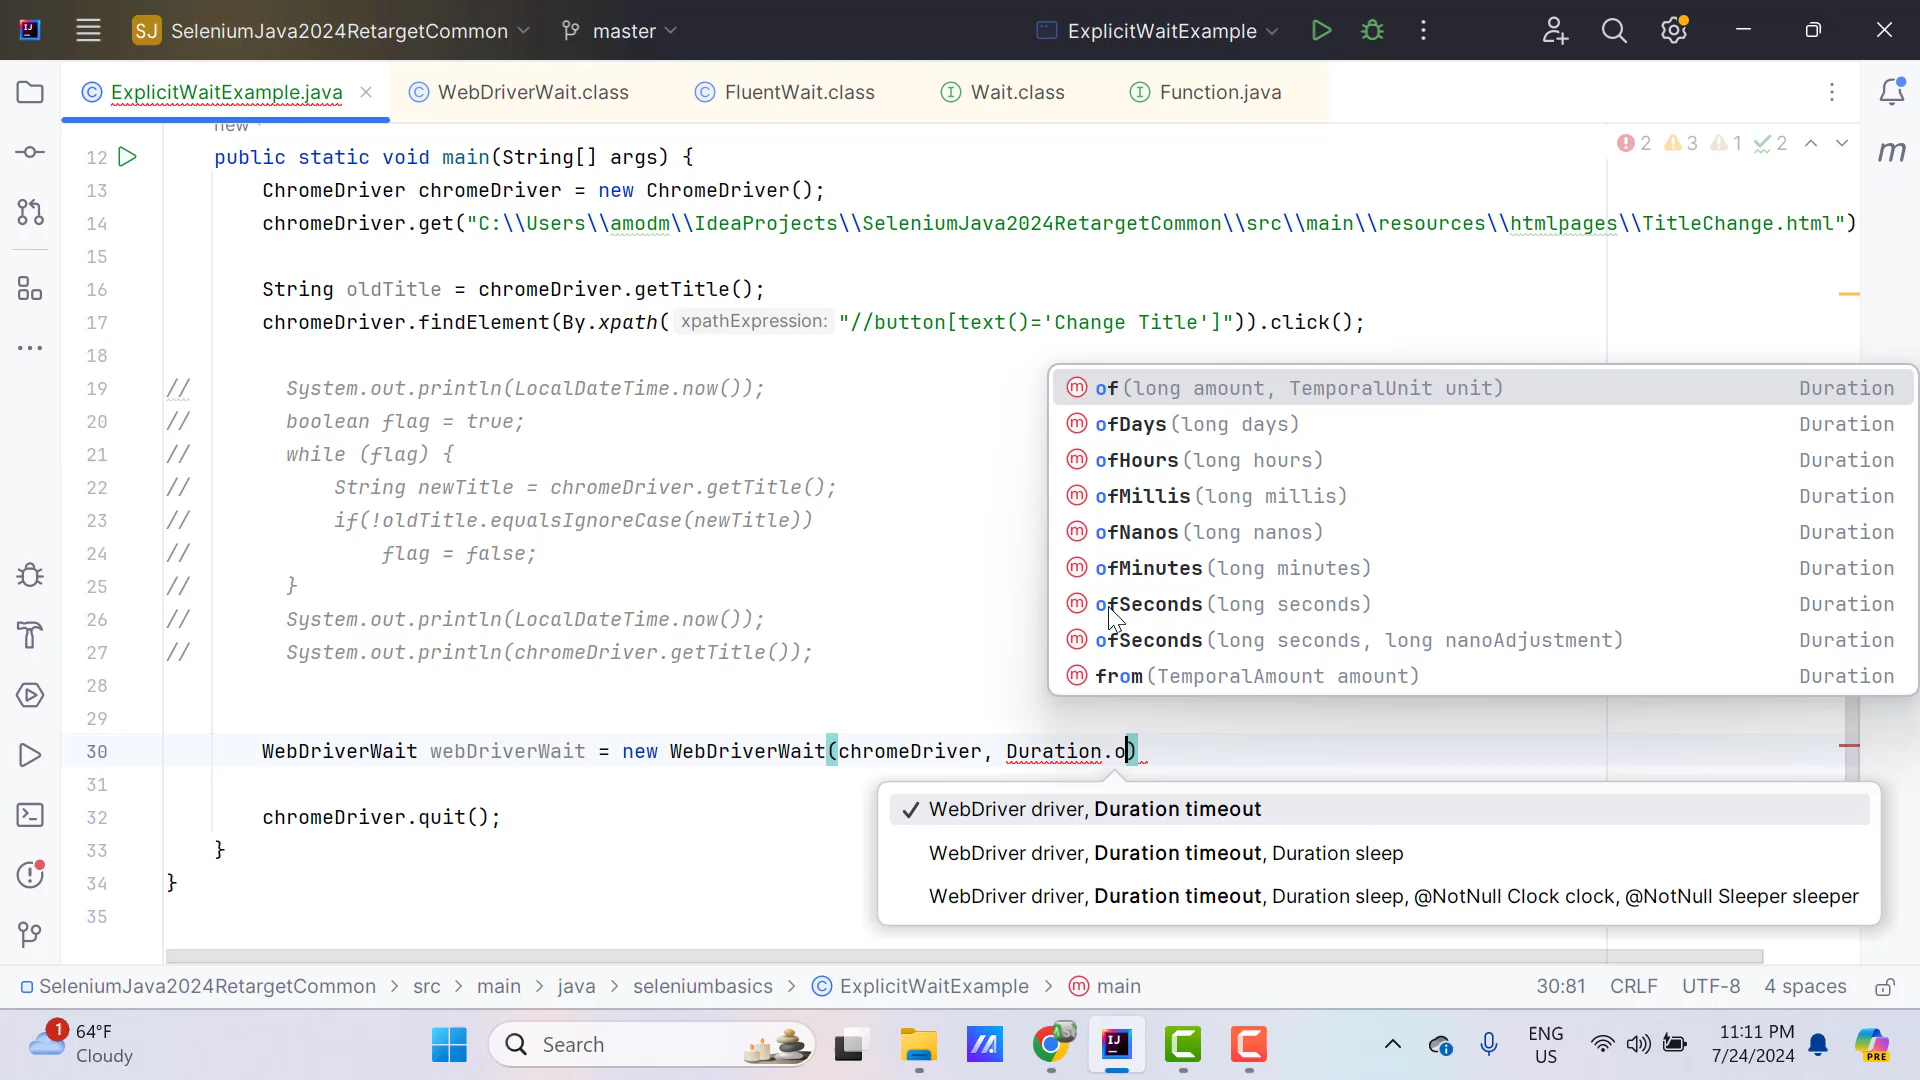 SJ SeleniumJava2024RetargetCommon master ExplicitWaitExample
ExplicitWaitExample.java WebDriverWait.class FluentWait.class Wait.class Function.java
new *
2 3 1 2
12 public static void main(String[] args) {
13 ChromeDriver chromeDriver = new ChromeDriver();
14 chromeDriver.get("C:\\Users\\amodm\\IdeaProjects\\SeleniumJava2024RetargetCommon\\src\\main\\resources\\htmlpages\\TitleChange.html")
15
16 String oldTitle = chromeDriver.getTitle();
17 chromeDriver.findElement(By.xpath( xpathExpression: "//button[text()='Change Title']")).click();
18
19 // System.out.println(LocalDateTime.now());
20 // boolean flag = true;
21 // while (flag) {
22 // String newTitle = chromeDriver.getTitle();
23 // if(!oldTitle.equalsIgnoreCase(newTitle))
24 // flag = false;
25 // }
26 // System.out.println(LocalDateTime.now());
27 // System.out.println(chromeDriver.getTitle());
28
29
30 WebDriverWait webDriverWait = new WebDriverWait(chromeDriver, Duration.o)
31
32 chromeDriver.quit();
33 }
34 }
35
of(long amount, TemporalUnit unit) Duration
ofDays(long days) Duration
ofHours(long hours) Duration
ofMillis(long millis) Duration
ofNanos(long nanos) Duration
ofMinutes(long minutes) Duration
ofSeconds(long seconds) Duration
ofSeconds(long seconds, long nanoAdjustment) Duration
from(TemporalAmount amount) Duration
WebDriver driver, Duration timeout
WebDriver driver, Duration timeout, Duration sleep
WebDriver driver, Duration timeout, Duration sleep, @NotNull Clock clock, @NotNull Sleeper sleeper
SeleniumJava2024RetargetCommon > src > main > java > seleniumbasics > ExplicitWaitExample > main 30:81 CRLF UTF-8 4 spaces
1 64°F
Cloudy
Search
ENG
US
11:11 PM
7/24/2024
PRE